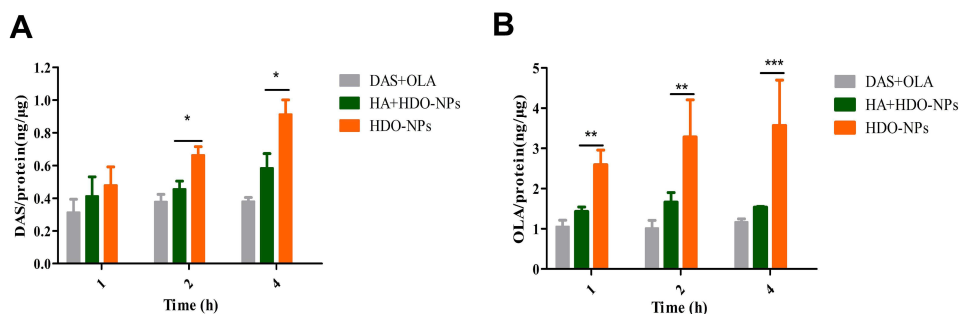 A
DAS/protein(ng/μg)
1.2
1.0
0.8
0.6
0.4
0.2
0.0
*
*
1
2
4
Time (h)
DAS+OLA
HA+HDO-NPs
HDO-NPs
B
OLA/protein(ng/μg)
5
4
3
2
1
0
**
**
***
1
2
4
Time (h)
DAS+OLA
HA+HDO-NPs
HDO-NPs